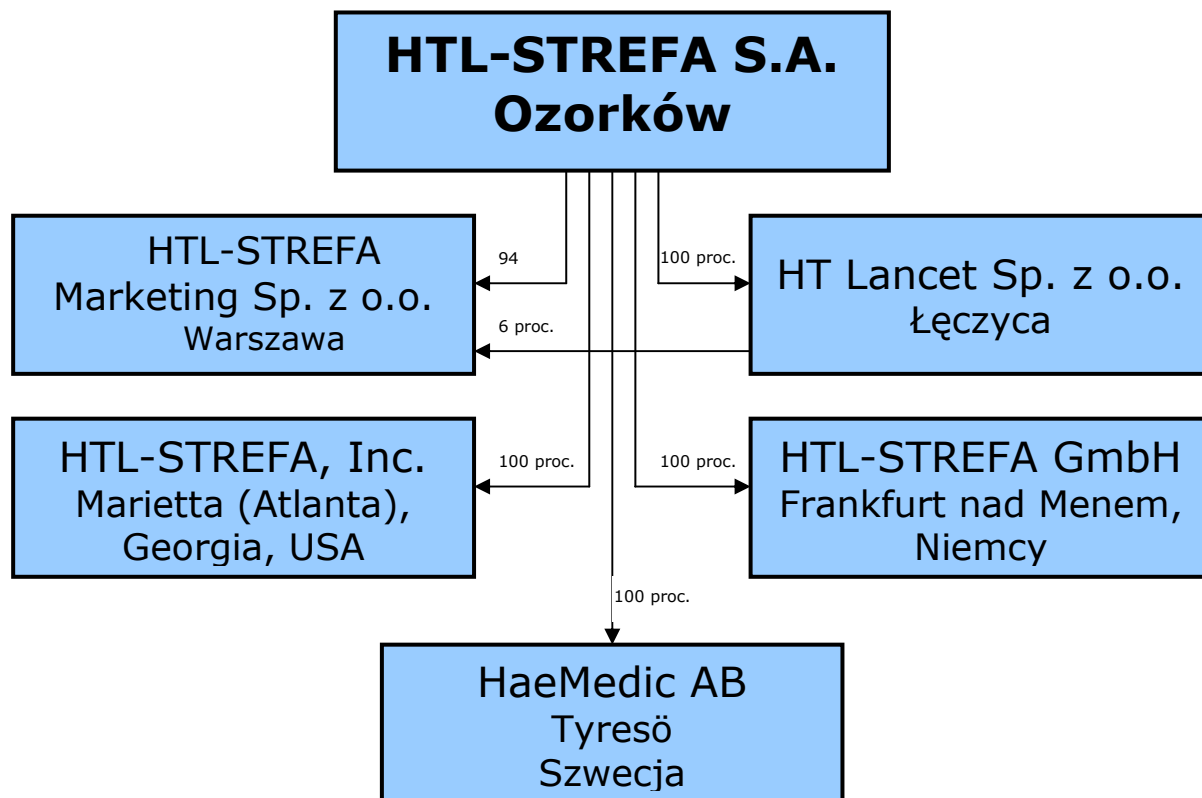 HTL-STREFA S.A.
Ozorków
HTL-STREFA
Marketing Sp. z o.o.
Warszawa
94
6 proc.
100 proc.
HT Lancet Sp. z o.o.
Łęczyca
HTL-STREFA, Inc.
Marietta (Atlanta),
Georgia, USA
100 proc.
100 proc.
HTL-STREFA GmbH
Frankfurt nad Menem,
Niemcy
100 proc.
HaeMedic AB
Tyresö
Szwecja